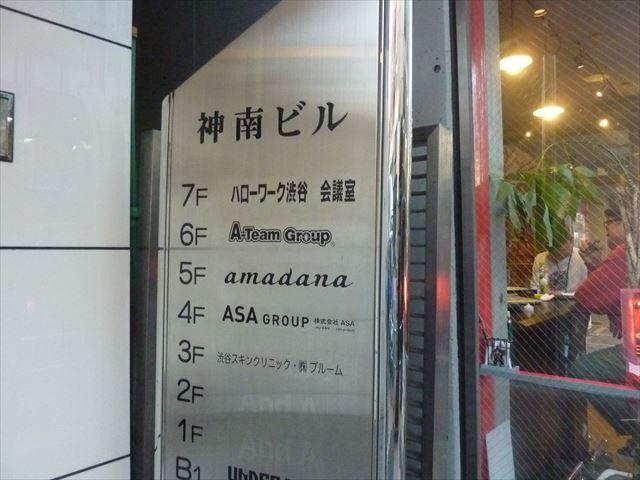 神南ビル
7F ハローワーク渋谷 会議室
6F A-Team Group
5F amadana
4F ASA GROUP 株式会社 ASA
3F 渋谷スキンクリニック・㈱ブルーム
2F
1F
B1